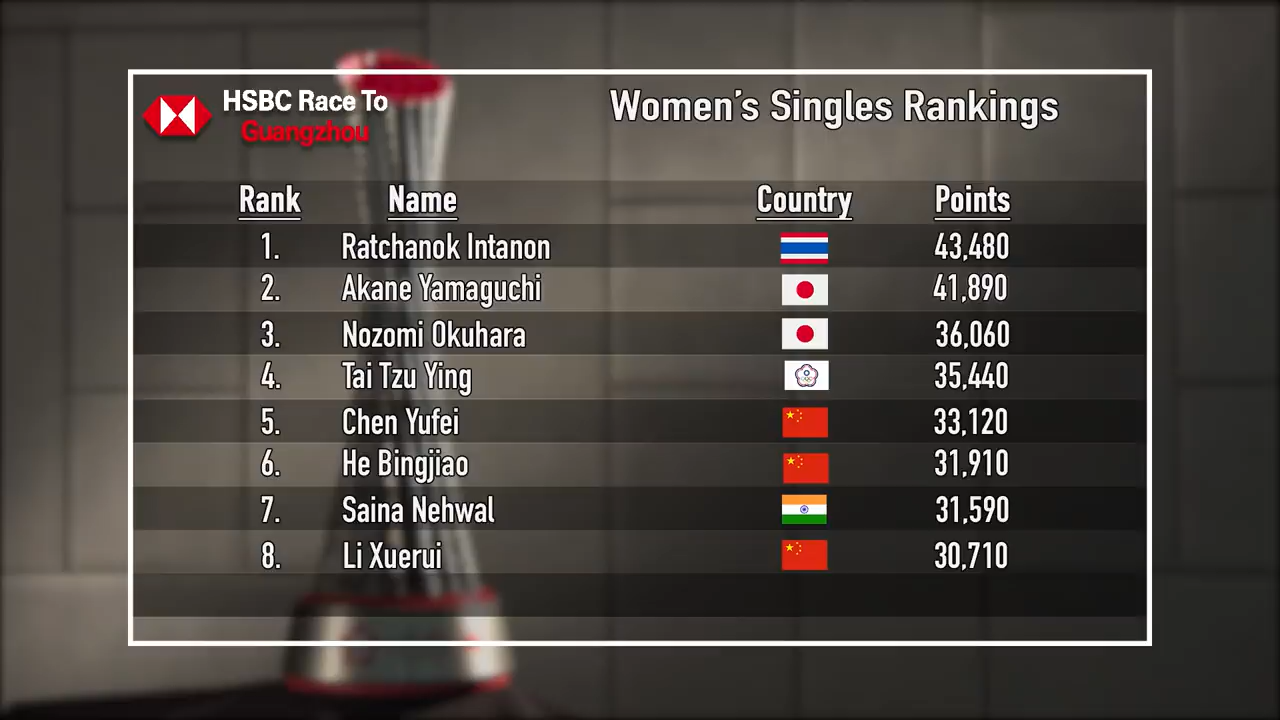 HSBC Race To
Guangzhou
Women's Singles Rankings
Rank Name Country Points
1. Ratchanok Intanon 43,480
2. Akane Yamaguchi 41,890
3. Nozomi Okuhara 36,060
4. Tai Tzu Ying 35,440
5. Chen Yufei 33,120
6. He Bingjiao 31,910
7. Saina Nehwal 31,590
8. Li Xuerui 30,710